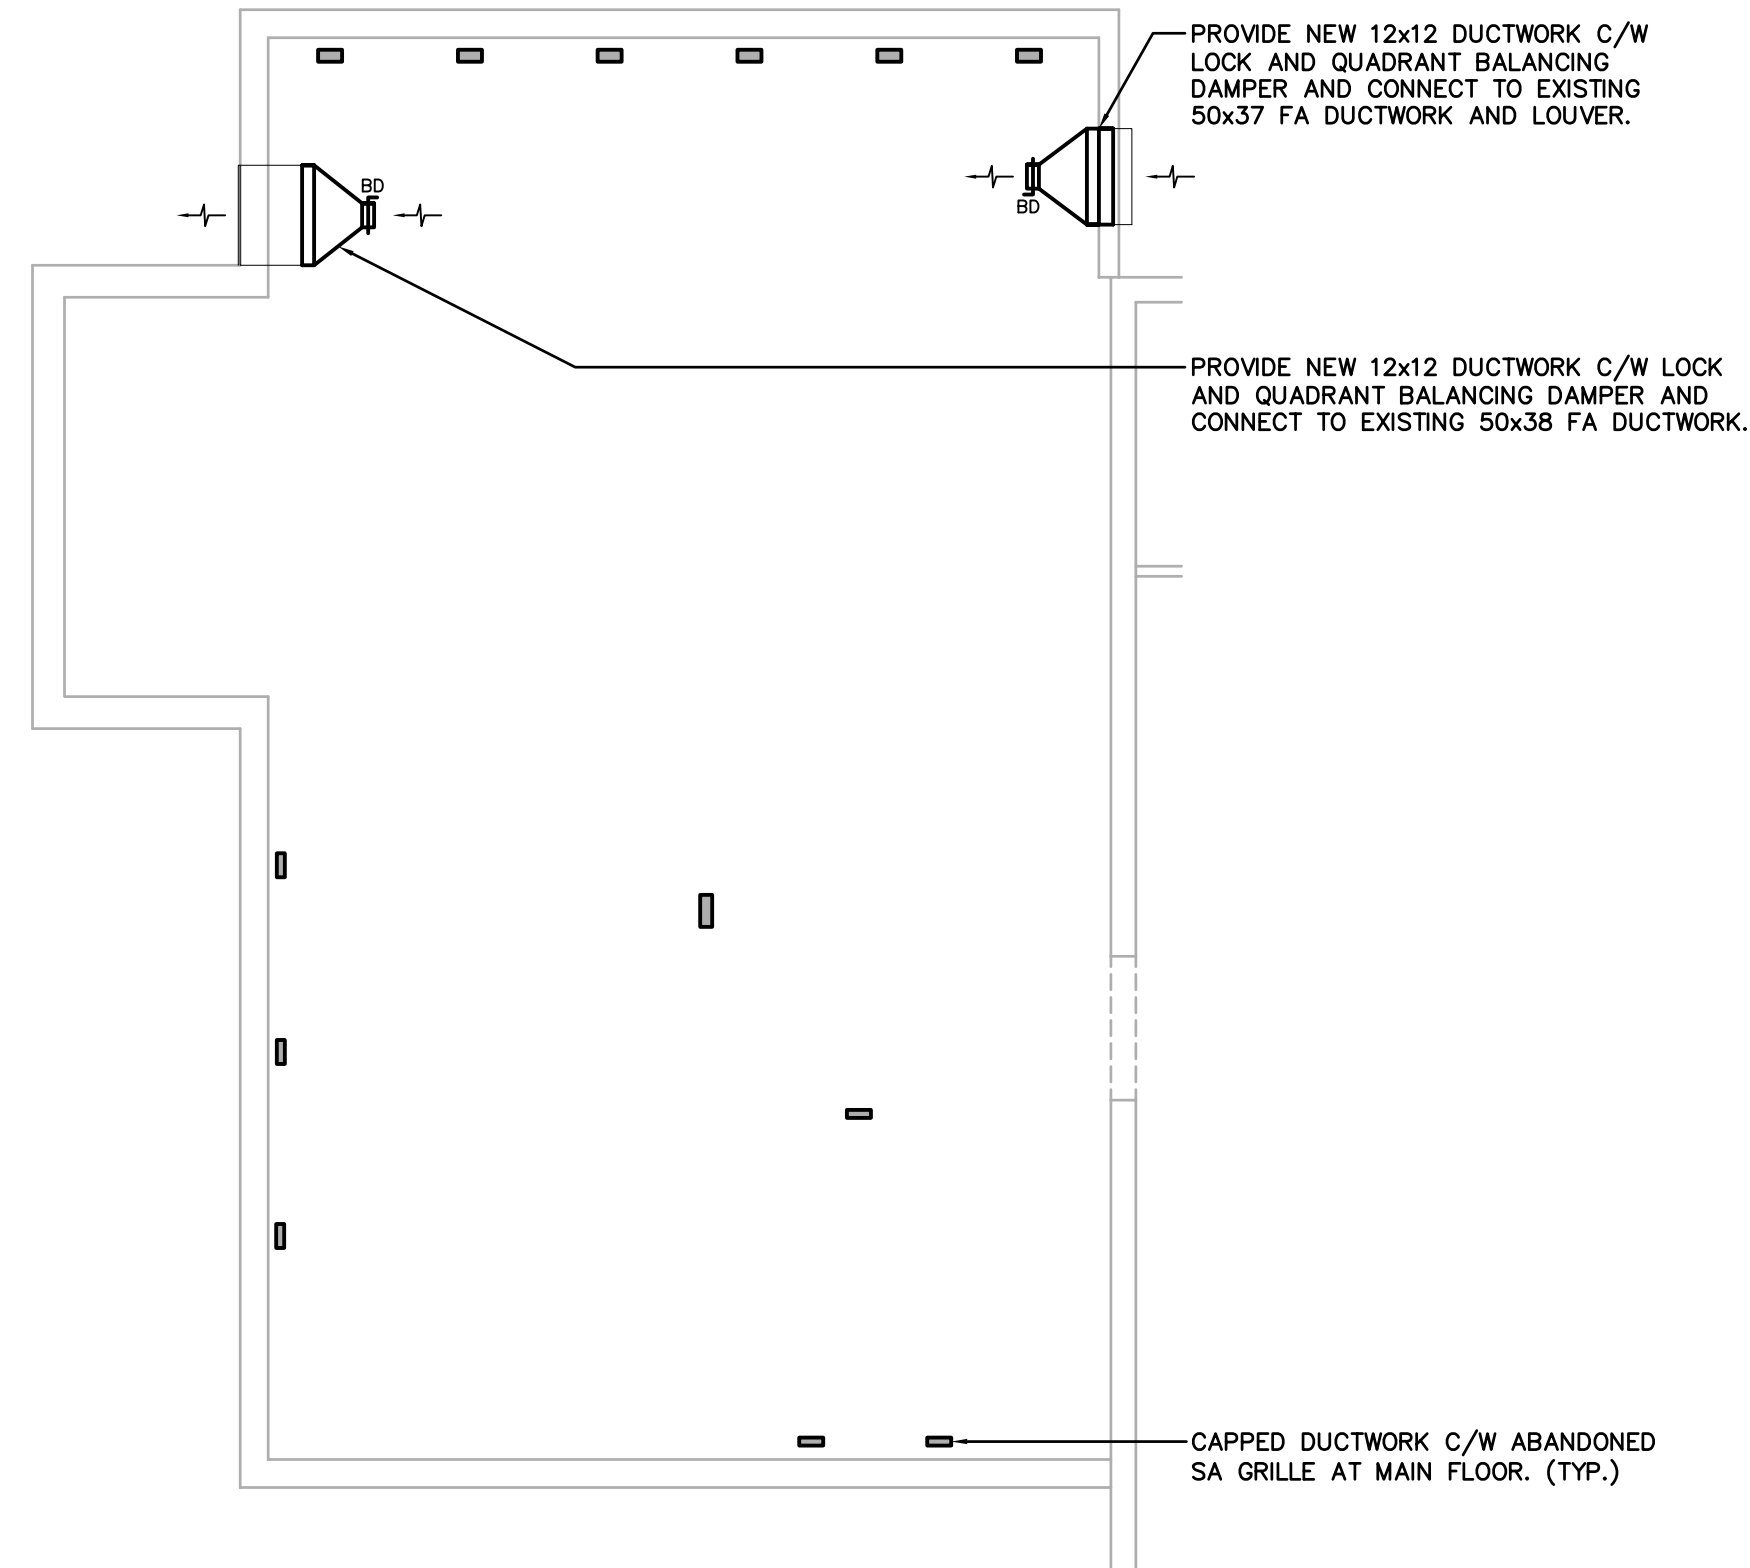 PROVIDE NEW 12x12 DUCTWORK C/W
LOCK AND QUADRANT BALANCING
DAMPER AND CONNECT TO EXISTING
50x37 FA DUCTWORK AND LOUVER.
BD
BD
PROVIDE NEW 12x12 DUCTWORK C/W LOCK
AND QUADRANT BALANCING DAMPER AND
CONNECT TO EXISTING 50x38 FA DUCTWORK.
CAPPED DUCTWORK C/W ABANDONED
SA GRILLE AT MAIN FLOOR. (TYP.)